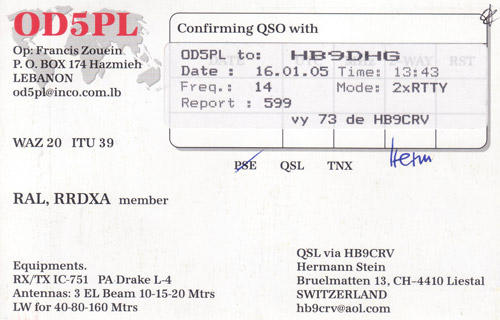 OD5PL
Op: Francis Zouein
P. O. BOX 174 Hazmieh
LEBANON
od5pl@inco.com.lb
Confirming QSO with
OD5PL to: HB9DHG
Date : 16.01.05 Time: 13:43
Freq.: 14 Mode: 2xRTTY
Report : 599
vy 73 de HB9CRV
WAZ 20 ITU 39
PSE QSL TNX
RAL, RRDXA member
Equipments.
RX/TX IC-751 PA Drake L-4
Antennas: 3 EL Beam 10-15-20 Mtrs
LW for 40-80-160 Mtrs
QSL via HB9CRV
Hermann Stein
Bruelmatten 13, CH-4410 Liestal
SWITZERLAND
hb9crv@aol.com